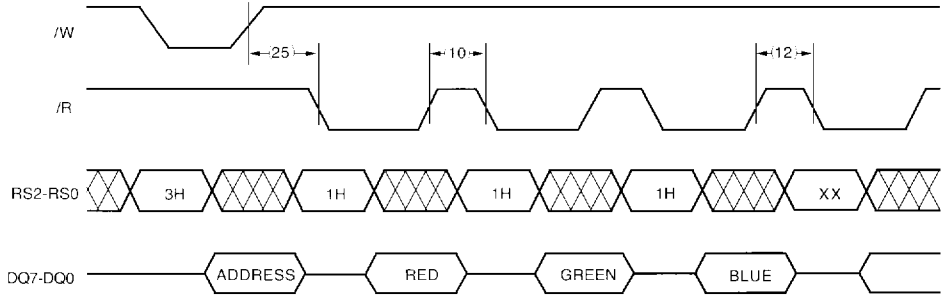 /W
(25)
(10)
(12)
/R
RS2-RS0 3H 1H 1H 1H XX
DQ7-DQ0 ADDRESS RED GREEN BLUE